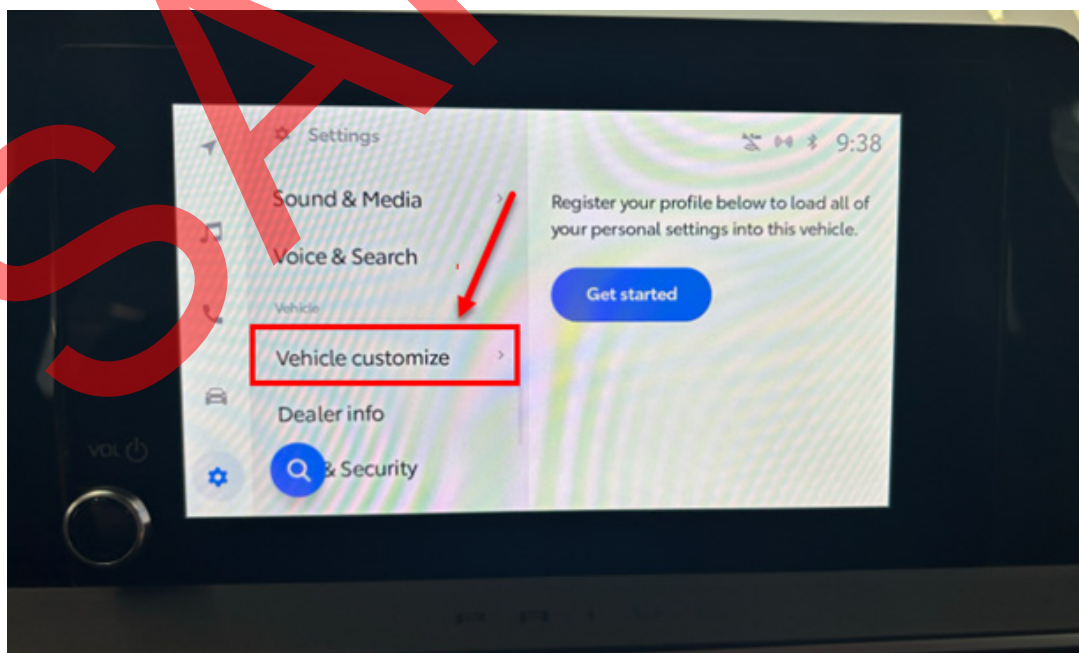 Settings
9:38
Sound & Media
Voice & Search
Vehicle
Vehicle customize
Dealer info
& Security
Register your profile below to load all of
your personal settings into this vehicle.
Get started
VOL
SA